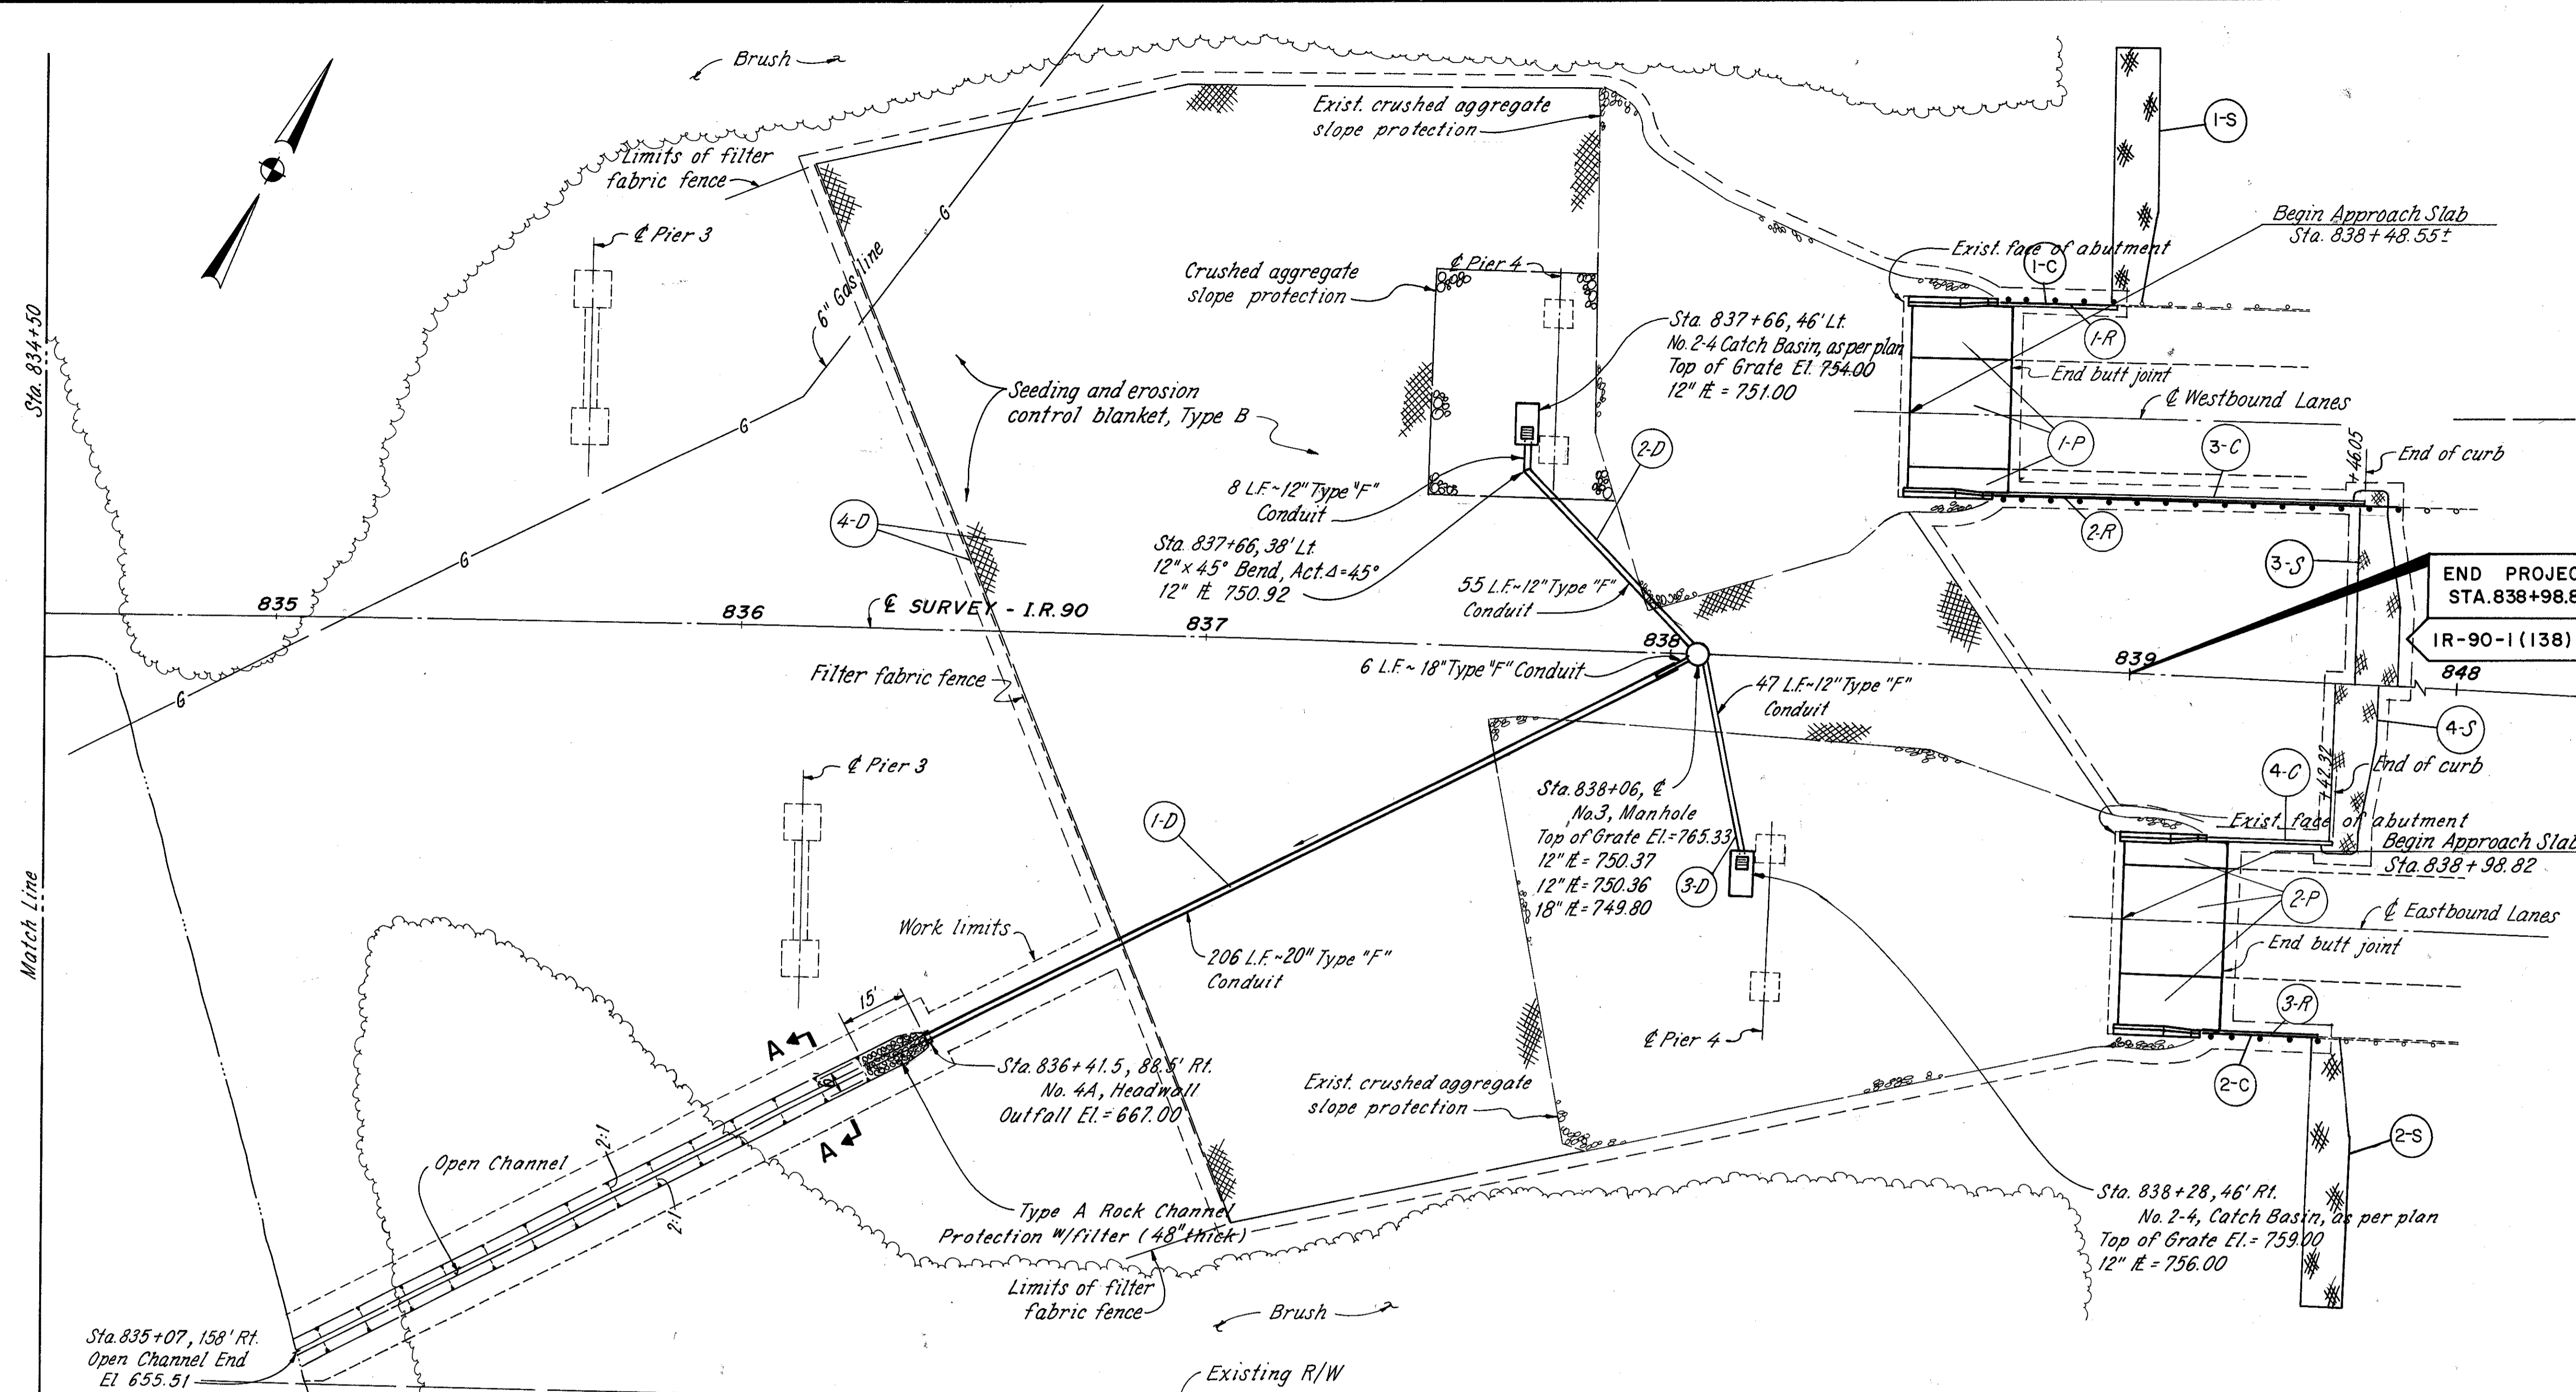 Brush
Exist. crushed aggregate
slope protection
1-S
Limits of filter
fabric fence
℄ Pier 3
G
6" Gas line
Begin Approach Slab
Sta. 838+48.55±
Exist. face of abutment
1-C
℄ Pier 4
Crushed aggregate
slope protection
Sta. 834+50
Sta. 837+66, 46' Lt.
No. 2-4 Catch Basin, as per plan
Top of Grate El. 754.00
12" ⅊ = 751.00
1-R
End butt joint
℄ Westbound Lanes
Seeding and erosion
control blanket, Type B
G
2-D
1-P
3-C
+46.05
End of curb
8 L.F.~12" Type "F"
Conduit
4-D
2-R
G
Sta. 837+66, 38' Lt.
12" x 45° Bend, Act. Δ=45°
12" ⅊ 750.92
3-S
55 L.F.~12" Type "F"
Conduit
END PROJEC
STA.838+98.8
835
836
℄ SURVEY - I.R.90
837
838
839
IR-90-1(138)
848
6 L.F.~18" Type "F" Conduit
Filter fabric fence
47 L.F.~12" Type "F"
Conduit
G
4-S
℄ Pier 3
Sta. 838+06, ℄
No.3, Manhole
Top of Grate El.=765.33
12" ⅊ = 750.37
12" ⅊ = 750.36
18" ⅊ = 749.80
4-C
+42.32
End of curb
1-D
Exist. face of abutment
Begin Approach Slab
Sta. 838+98.82
3-D
2-P
℄ Eastbound Lanes
End butt joint
Match Line
Work limits
206 L.F.~20" Type "F"
Conduit
15'
3-R
A
℄ Pier 4
Sta. 836+41.5, 88.5' Rt.
No. 4A, Headwall
Outfall El. = 667.00
Exist. crushed aggregate
slope protection
2-C
A
2:1
2-S
Open Channel
2:1
Type A Rock Channel
Protection W/filter (48" thick)
Sta. 838+28, 46' Rt.
No. 2-4, Catch Basin, as per plan
Top of Grate El. = 759.00
12" ⅊ = 756.00
Limits of filter
fabric fence
Brush
Sta. 835+07, 158' Rt.
Open Channel End
El 655.51
Existing R/W